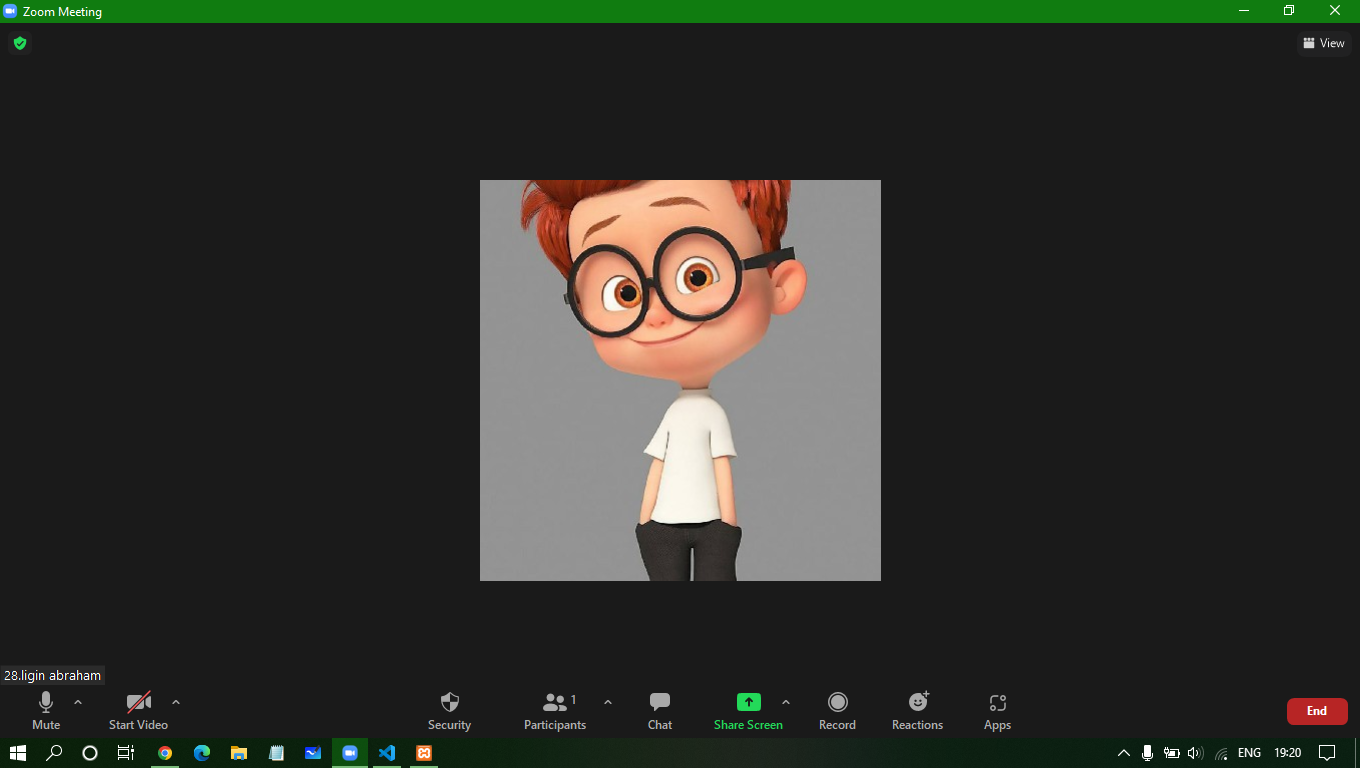 Zoom Meeting
View
28.ligin abraham
Mute
Start Video
Security
1
Participants
Chat
Share Screen
Record
Reactions
Apps
End
ENG
19:20